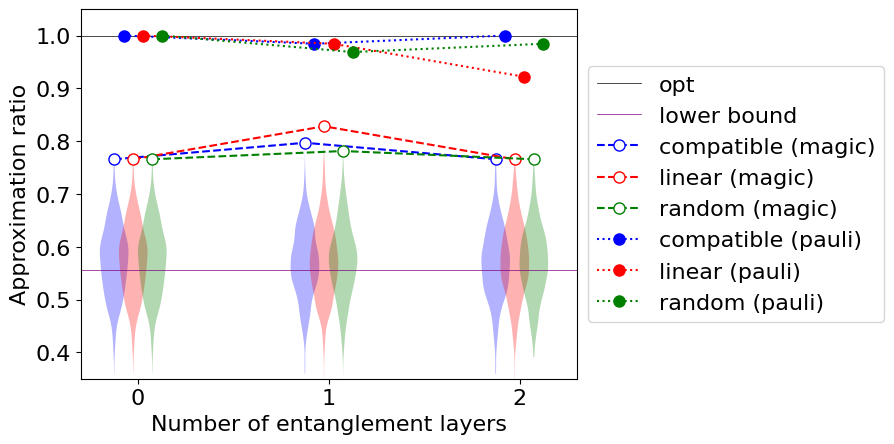 1.0
0.9
0.8
0.7
0.6
0.5
0.4
Approximation ratio
0 1 2
Number of entanglement layers
opt
lower bound
compatible (magic)
linear (magic)
random (magic)
compatible (pauli)
linear (pauli)
random (pauli)